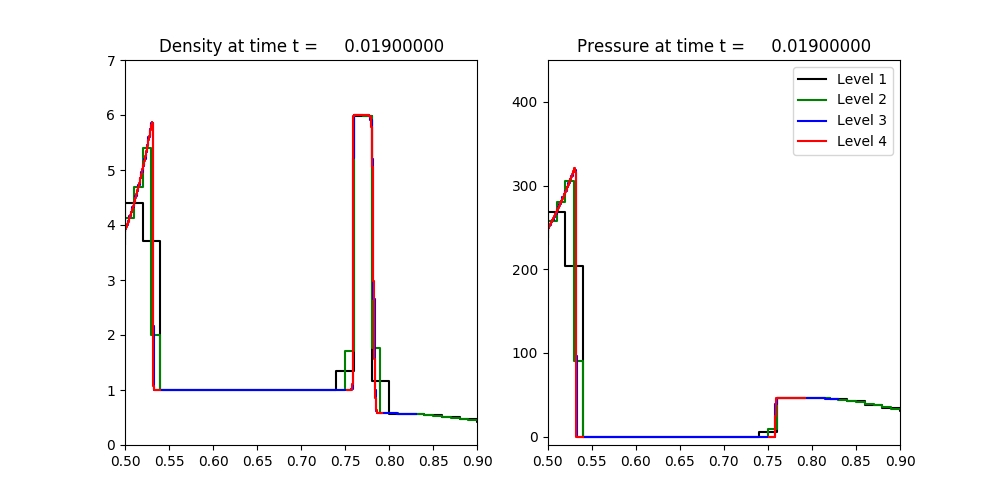 Density at time t = 0.01900000
7
6
5
4
3
2
1
0
0.50 0.55 0.60 0.65 0.70 0.75 0.80 0.85 0.90
Pressure at time t = 0.01900000
400
300
200
100
0
0.50 0.55 0.60 0.65 0.70 0.75 0.80 0.85 0.90
Level 1
Level 2
Level 3
Level 4